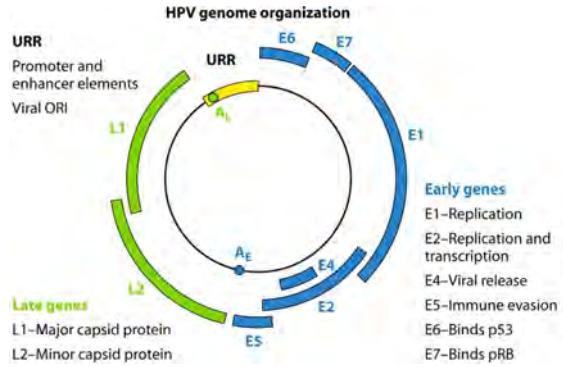 HPV genome organization
URR
Promoter and
enhancer elements
Viral ORI
URR
E6
E7
L1
A_L
E1
A_E
E4
L2
E2
E5
Early genes
E1–Replication
E2–Replication and
transcription
E4–Viral release
E5–Immune evasion
E6–Binds p53
E7–Binds pRB
Late genes
L1–Major capsid protein
L2–Minor capsid protein